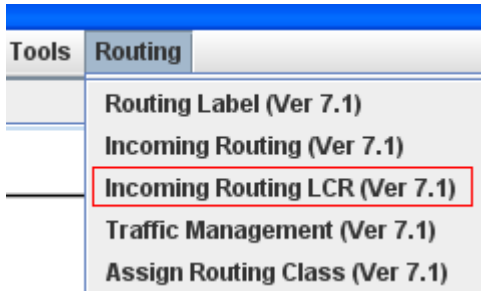 Tools Routing
Routing Label (Ver 7.1)
Incoming Routing (Ver 7.1)
Incoming Routing LCR (Ver 7.1)
Traffic Management (Ver 7.1)
Assign Routing Class (Ver 7.1)